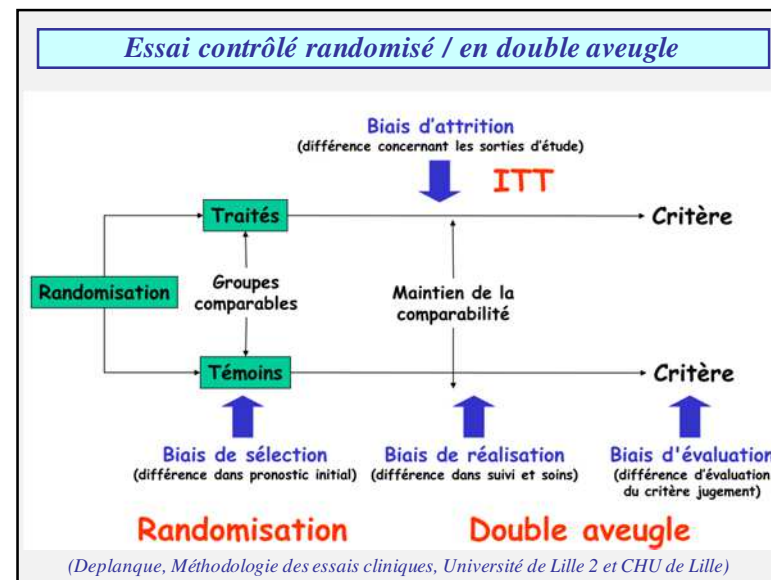 Essai contrôlé randomisé / en double aveugle
Biais d'attrition
(différence concernant les sorties d'étude)
ITT
Traités
Critère
Randomisation
Groupes
comparables
Maintien de la
comparabilité
Témoins
Critère
Biais de sélection
(différence dans pronostic initial)
Biais de réalisation
(différence dans suivi et soins)
Biais d'évaluation
(différence d'évaluation
du critère jugement)
Randomisation
Double aveugle
(Deplanque, Méthodologie des essais cliniques, Université de Lille 2 et CHU de Lille)